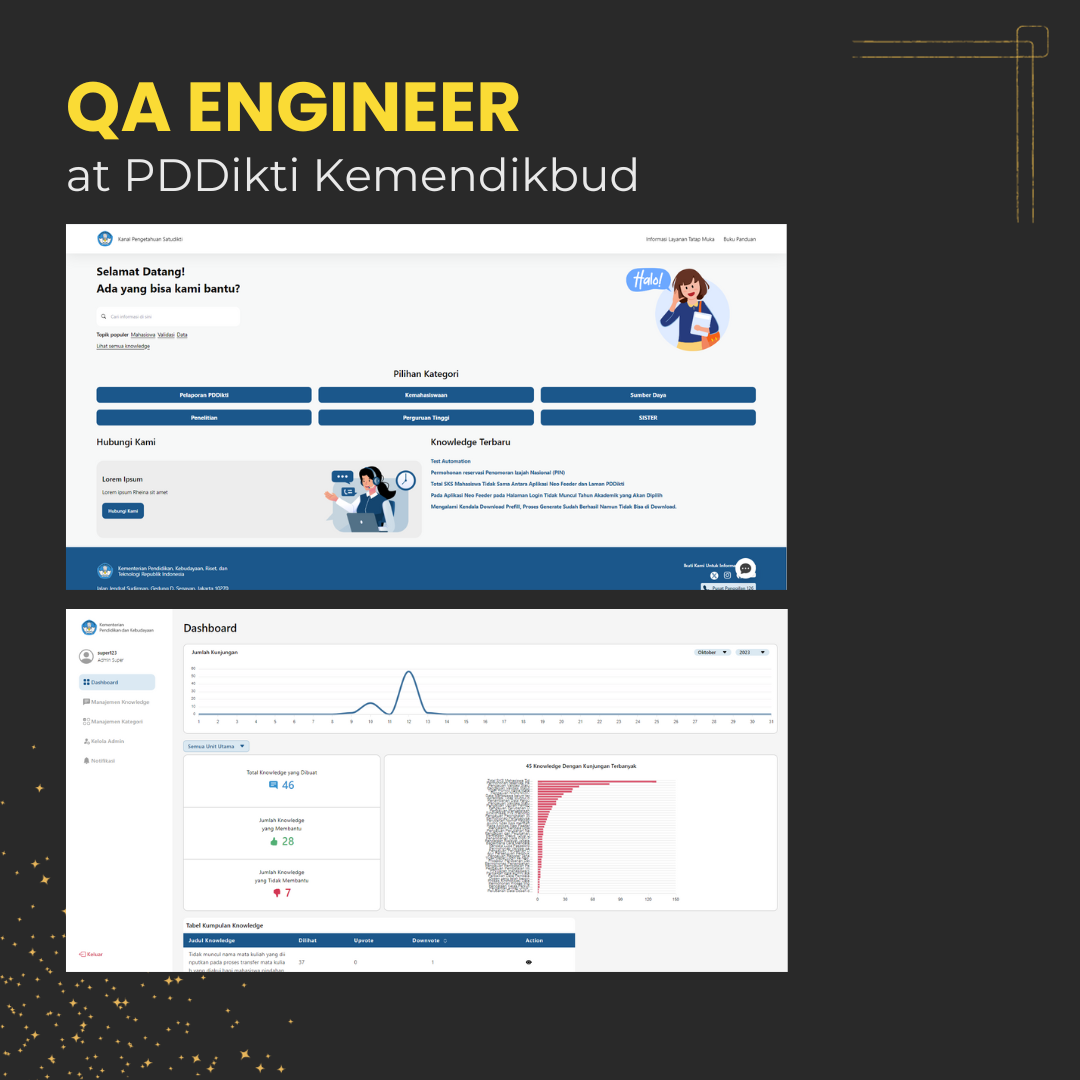 QA ENGINEER
at PDDikti Kemendikbud
Kanal Pengetahuan Satudikti
Informasi Layanan Tatap Muka
Buku Panduan
Selamat Datang!
Ada yang bisa kami bantu?
Halo!
Cari informasi di sini
Topik populer Mahasiswa Validasi Data
Lihat semua knowledge
Pilihan Kategori
Pelaporan PDDikti
Kemahasiswaan
Sumber Daya
Penelitian
Perguruan Tinggi
SISTER
Hubungi Kami
Lorem Ipsum
Lorem Ipsum Rheina sit amet
Hubungi Kami
Knowledge Terbaru
Test Automation
Permohonan reservasi Penomoran Ijazah Nasional (PIN)
Total SKS Mahasiswa Tidak Sama Antara Aplikasi Neo Feeder dan Laman PDDikti
Pada Aplikasi Neo Feeder pada Halaman Login Tidak Muncul Tahun Akademik yang Akan Dipilih
Mengalami Kendala Download Prefill, Proses Generate Sudah Berhasil Namun Tidak Bisa di Download.
Kementerian Pendidikan, Kebudayaan, Riset, dan
Teknologi Republik Indonesia
Jalan Jendral Sudirman, Gedung D, Senayan, Jakarta 10270
Ikuti Kami Untuk
Kementerian
Pendidikan dan Kebudayaan
super123
Admin Super
Dashboard
Manajemen Knowledge
Manajemen Kategori
Kelola Admin
Notifikasi
Keluar
Dashboard
Jumlah Kunjungan
Oktober
2023
60
50
40
30
20
10
0
1 2 3 4 5 6 7 8 9 10 11 12 13 14 15 16 17 18 19 20 21 22 23 24 25 26 27 28 29 30 31
Semua Unit Utama
Total Knowledge yang Dibuat
46
Jumlah Knowledge
yang Membantu
28
Jumlah Knowledge
yang Tidak Membantu
7
45 Knowledge Dengan Kunjungan Terbanyak
0 30 60 90 120 150
Tabel Kumpulan Knowledge
Judul Knowledge Dilihat Upvote Downvote Action
Tidak muncul nama mata kuliah yang dii
nputkan pada proses transfer mata kulia
37 0 1
h yang diakui bagi mahasiswa pindahan